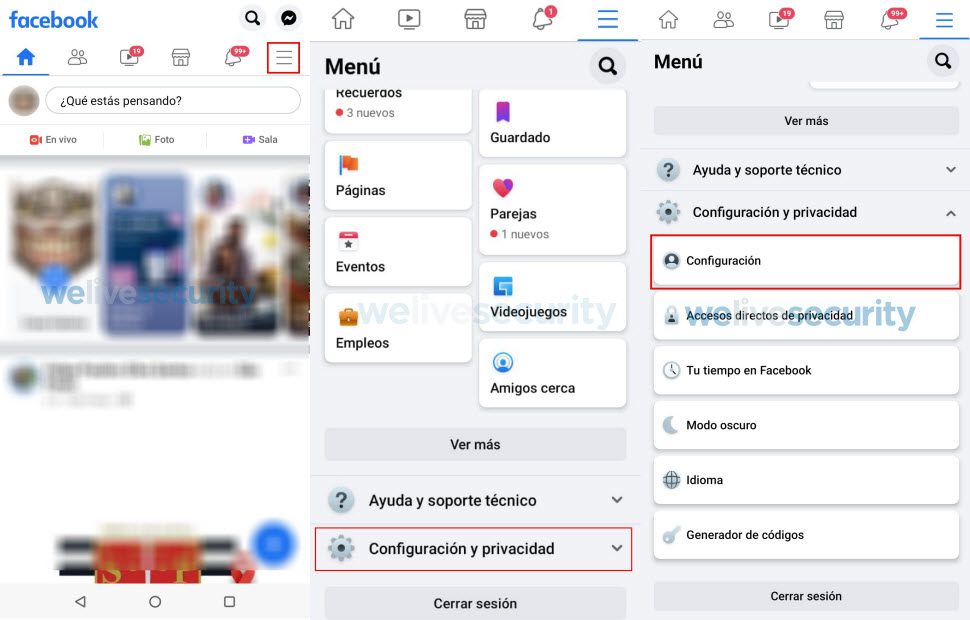 facebook
19
99+
¿Qué estás pensando?
En vivo
Foto
Sala
welivesecurity
1
Menú
Recuerdos
3 nuevos
Guardado
Páginas
Parejas
1 nuevos
Eventos
Videojuegos
Empleos
Amigos cerca
welivesecurity
Ver más
Ayuda y soporte técnico
Configuración y privacidad
Cerrar sesión
19
99+
Menú
Ver más
Ayuda y soporte técnico
Configuración y privacidad
Configuración
Accesos directos de privacidad
welivesecurity
Tu tiempo en Facebook
Modo oscuro
Idioma
Generador de códigos
Cerrar sesión